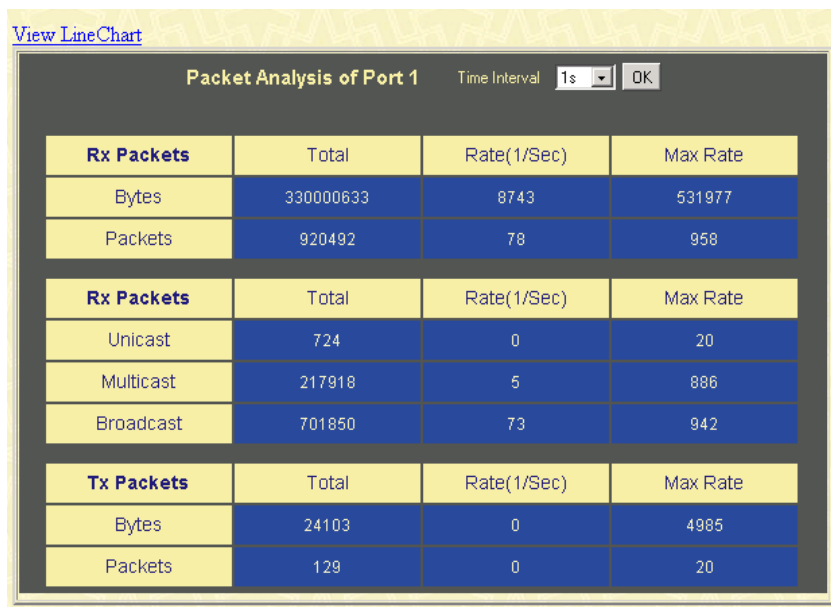 View LineChart
Packet Analysis of Port 1 Time Interval 1s OK
Rx Packets Total Rate(1/Sec) Max Rate
Bytes 330000633 8743 531977
Packets 920492 78 958
Rx Packets Total Rate(1/Sec) Max Rate
Unicast 724 0 20
Multicast 217918 5 886
Broadcast 701850 73 942
Tx Packets Total Rate(1/Sec) Max Rate
Bytes 24103 0 4985
Packets 129 0 20